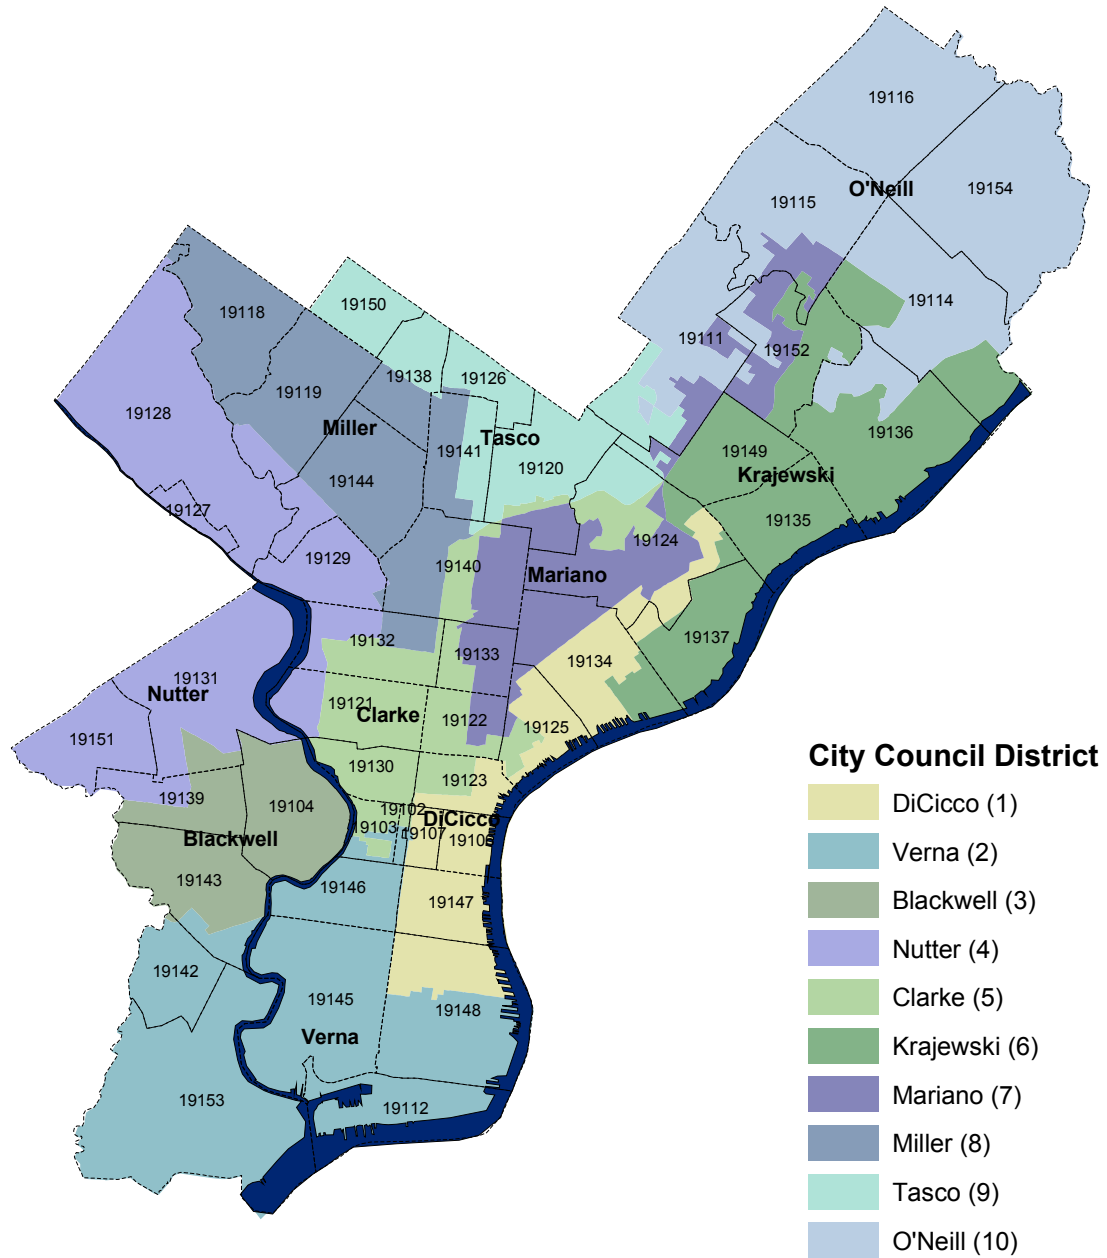 19116
O'Neill
19154
19115
19114
19150
19118
19111
19152
19138
19126
19119
19128
Miller
Tasco
19136
19141
19149
19120
Krajewski
19144
19127
19135
19124
19129
19140
Mariano
19132
19133
19137
19134
19131
Nutter
19121
Clarke
19122
19125
19151
19130
19123
19139
19104
19102
DiCicco
19103
19107
19106
Blackwell
19143
19146
19147
19142
19145
19148
Verna
19153
19112
City Council District
DiCicco (1)
Verna (2)
Blackwell (3)
Nutter (4)
Clarke (5)
Krajewski (6)
Mariano (7)
Miller (8)
Tasco (9)
O'Neill (10)